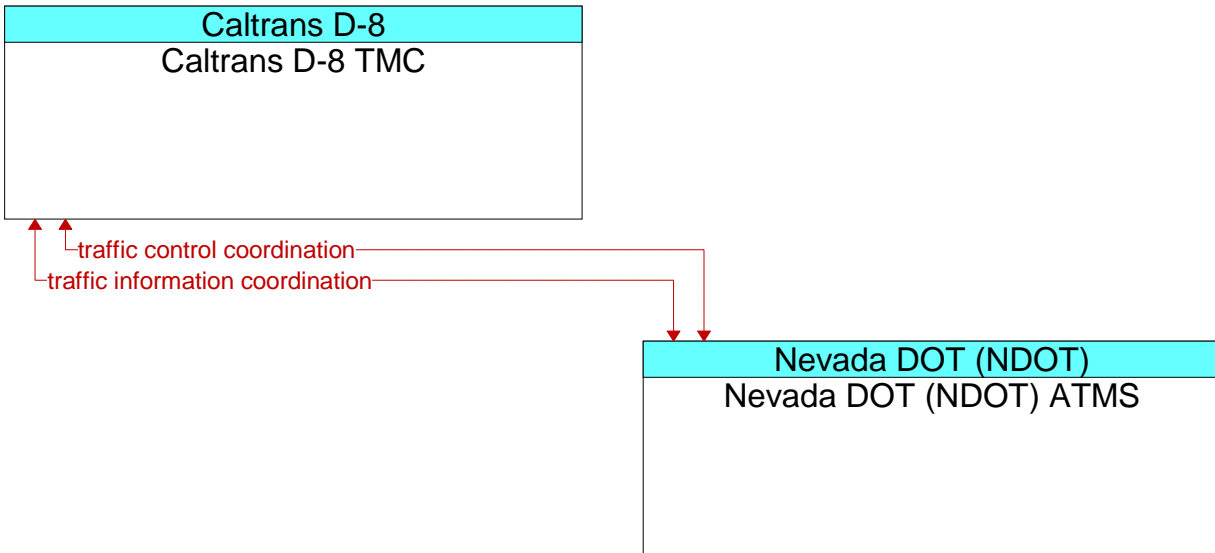 Caltrans D-8
Caltrans D-8 TMC
traffic control coordination
traffic information coordination
Nevada DOT (NDOT)
Nevada DOT (NDOT) ATMS